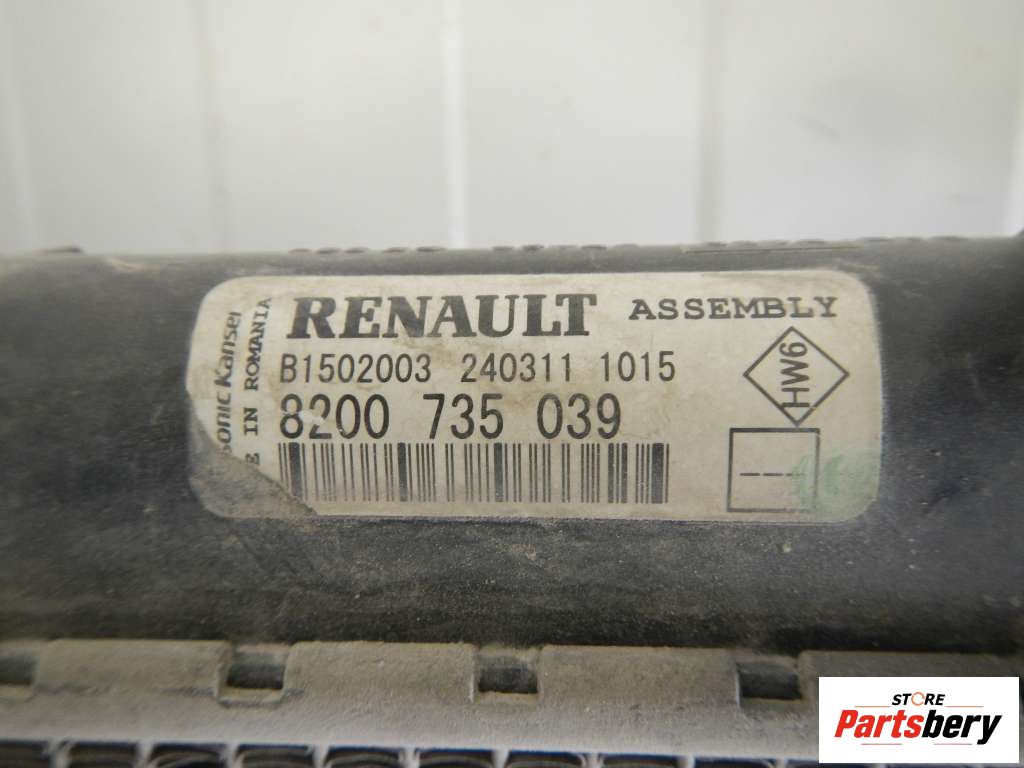 RENAULT ASSEMBLY
B1502003 240311 1015
8200 735 039
HW6
sonic Kansei
E IN ROMANIA
STORE
Partsbery